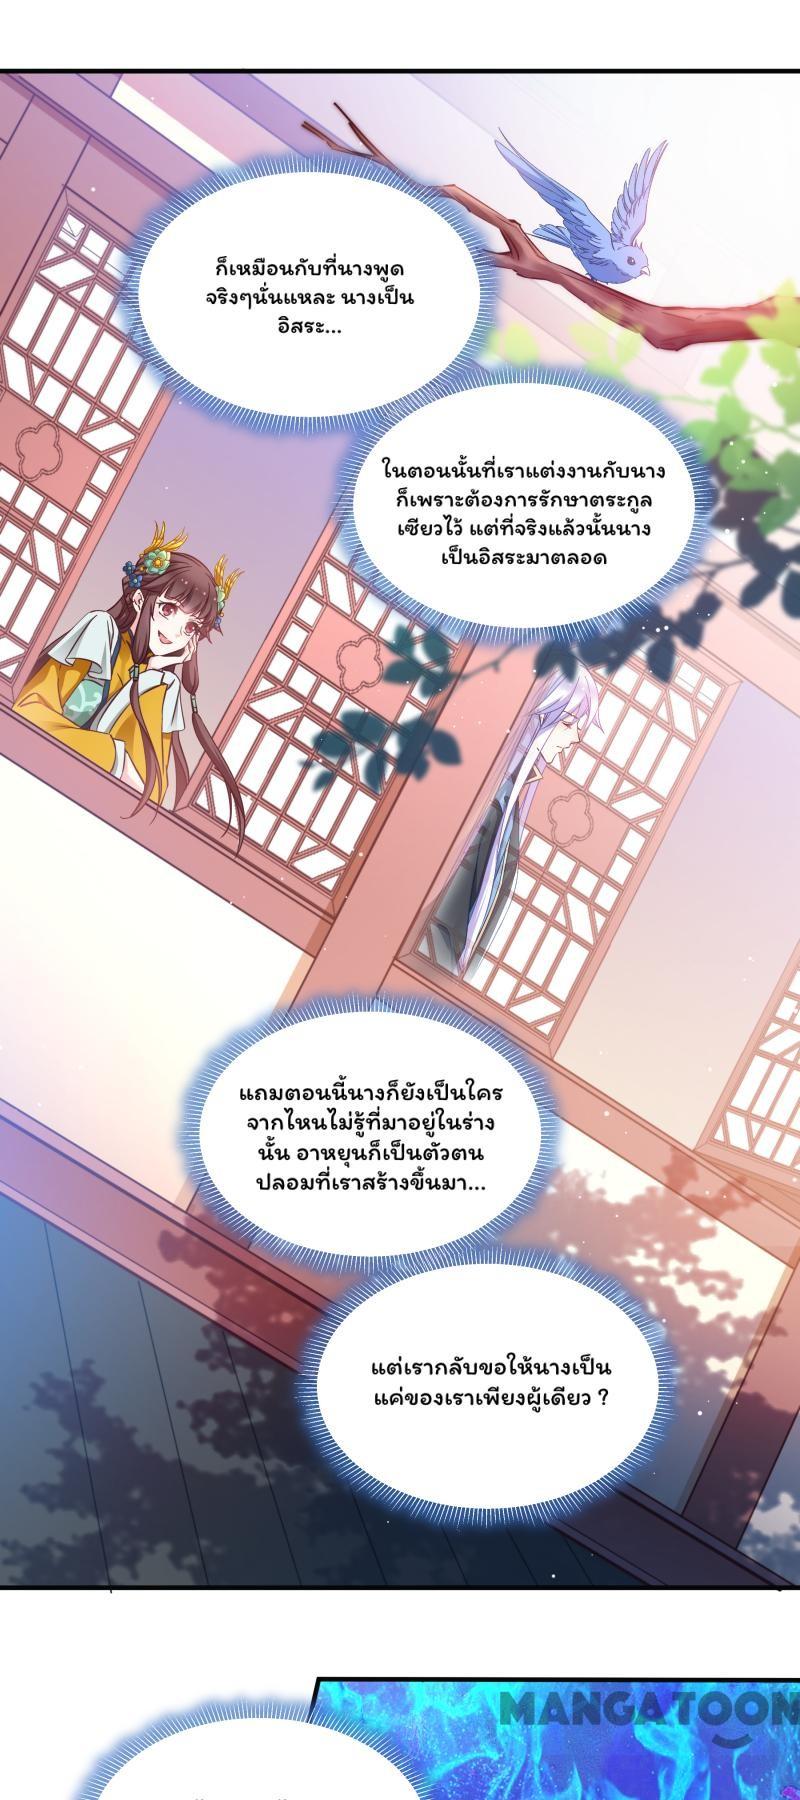 ก็เหมือนกับที่นางพูด
จริงๆนั่นแหละ นางเป็น
อิสระ...
ในตอนนั้นที่เราแต่งงานกับนาง
ก็เพราะต้องการรักษาตระกูล
เซียวไว้ แต่ที่จริงแล้วนั้นนาง
เป็นอิสระมาตลอด
แถมตอนนี้นางก็ยังเป็นใคร
จากไหนไม่รู้ที่มาอยู่ในร่าง
นั้น อาหยุนก็เป็นตัวตน
ปลอมที่เราสร้างขึ้นมา...
แต่เรากลับขอให้นางเป็น
แค่ของเราเพียงผู้เดียว ?
MANGATOON